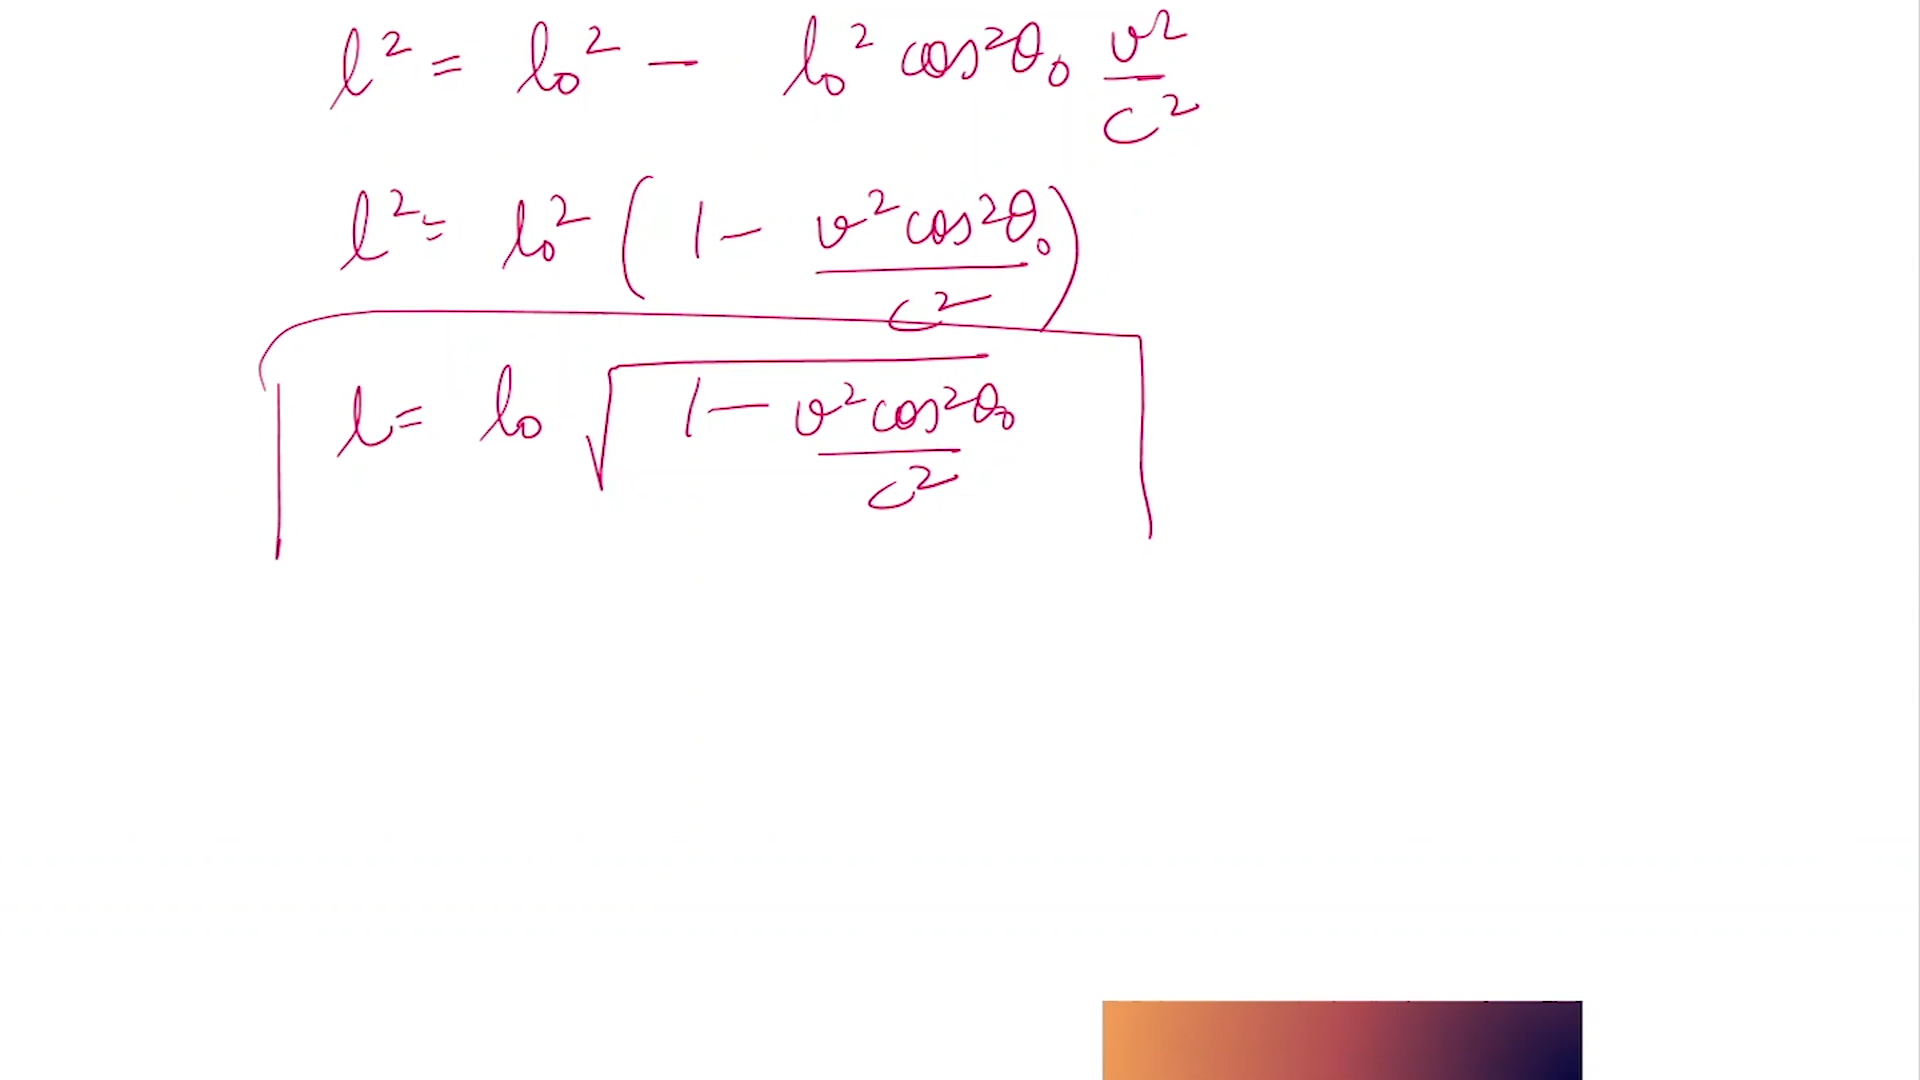 l² = l₀² − l₀² cos²θ₀ v²/c²
l² = l₀² (1 − v² cos²θ₀/c²)
l = l₀ √(1 − v² cos²θ₀/c²)